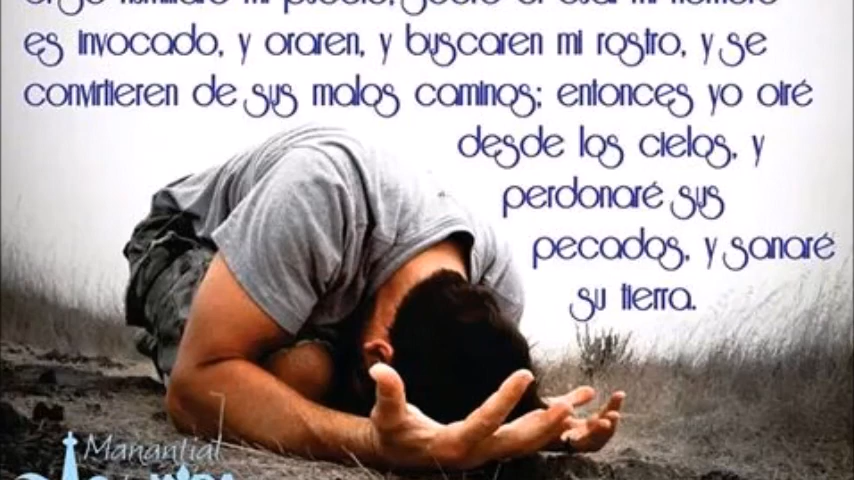 es invocado, y oraren, y buscaren mi rostro, y se
convirtieren de sus malos caminos; entonces yo oiré
desde los cielos, y
perdonaré sus
pecados, y sanaré
su tierra.
Manantial